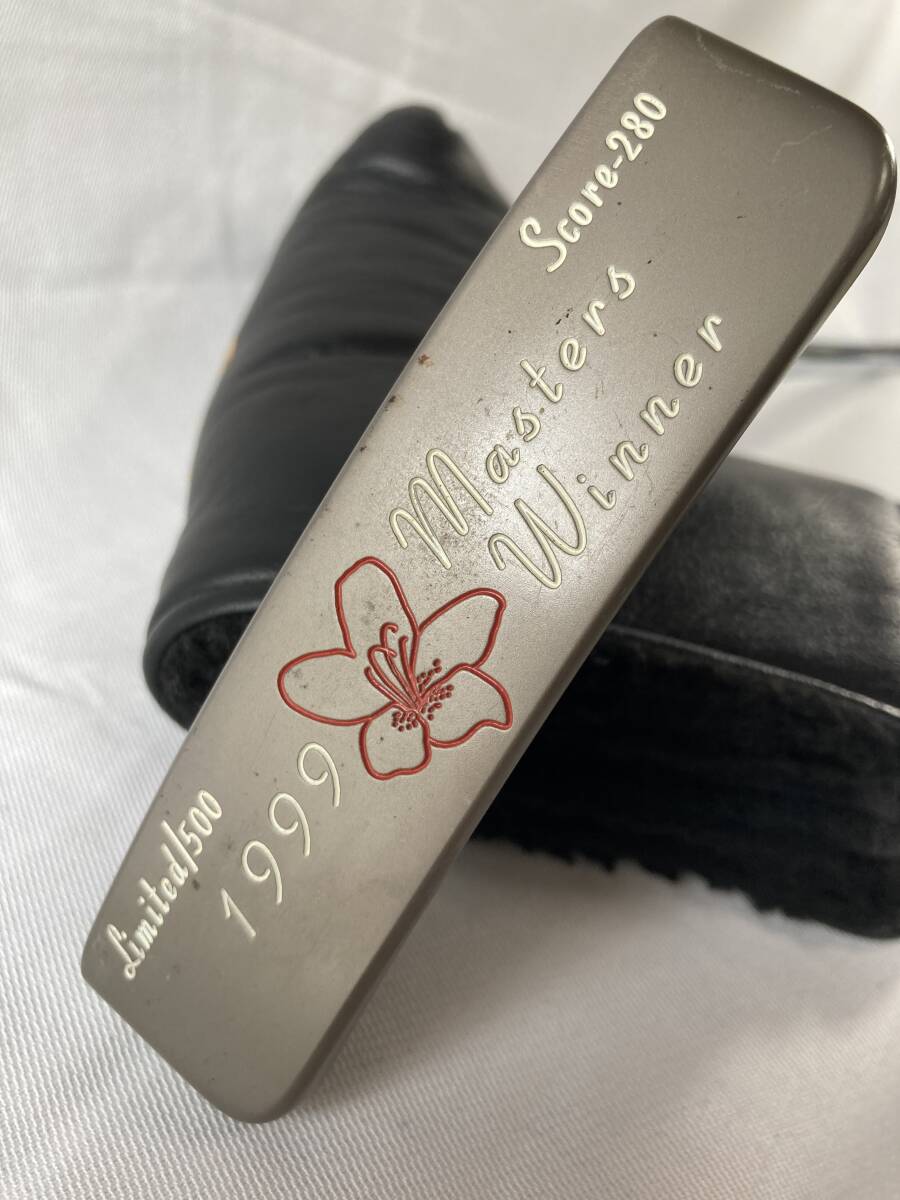 Limited/500
1999
Masters
Winner
Score-280